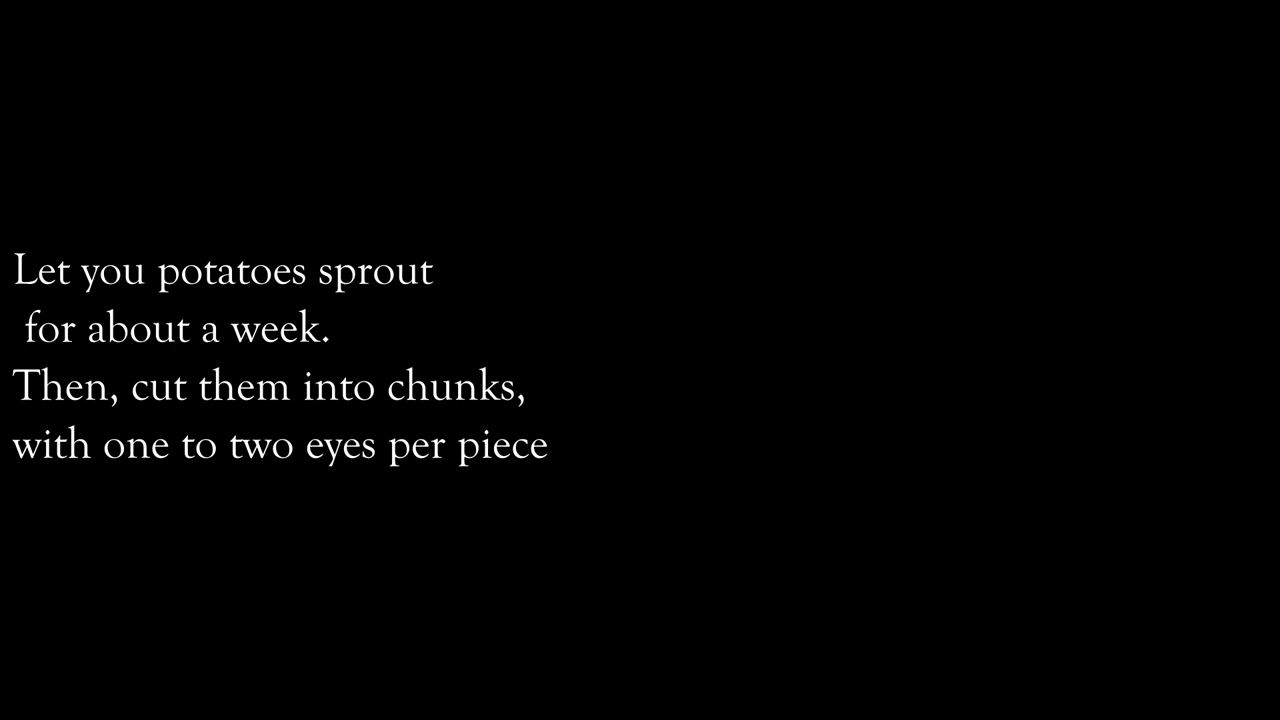 Let you potatoes sprout
for about a week.
Then, cut them into chunks,
with one to two eyes per piece